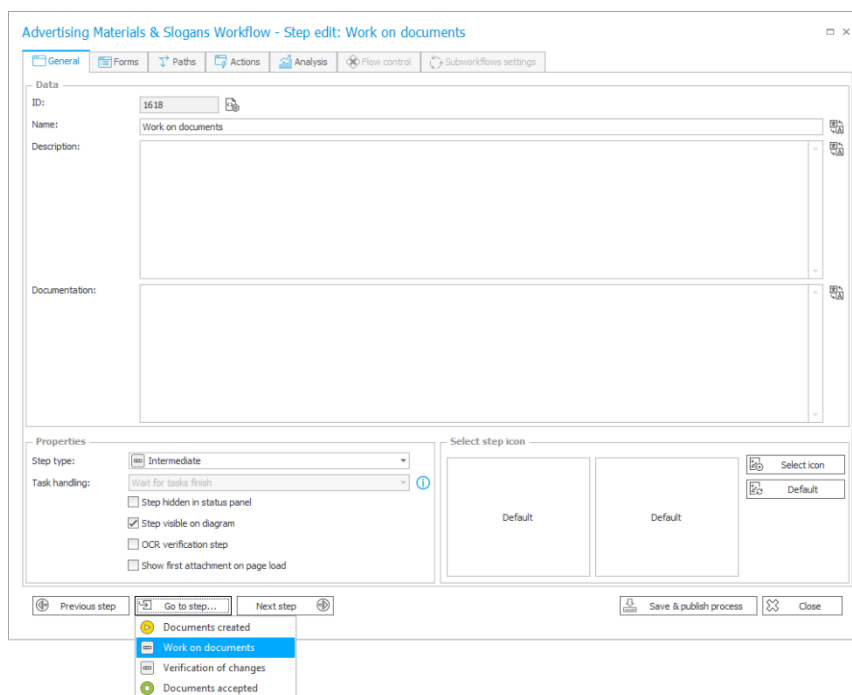 Advertising Materials & Slogans Workflow - Step edit: Work on documents
General Forms Paths Actions Analysis Flow control Subworkflows settings
Data
ID: 1618
Name: Work on documents
Description:
Documentation:
Properties
Step type: Intermediate
Task handling: Wait for tasks finish
Step hidden in status panel
Step visible on diagram
OCR verification step
Show first attachment on page load
Select step icon
Default Default
Select icon
Default
Previous step Go to step... Next step Save & publish process Close
Documents created
Work on documents
Verification of changes
Documents accepted